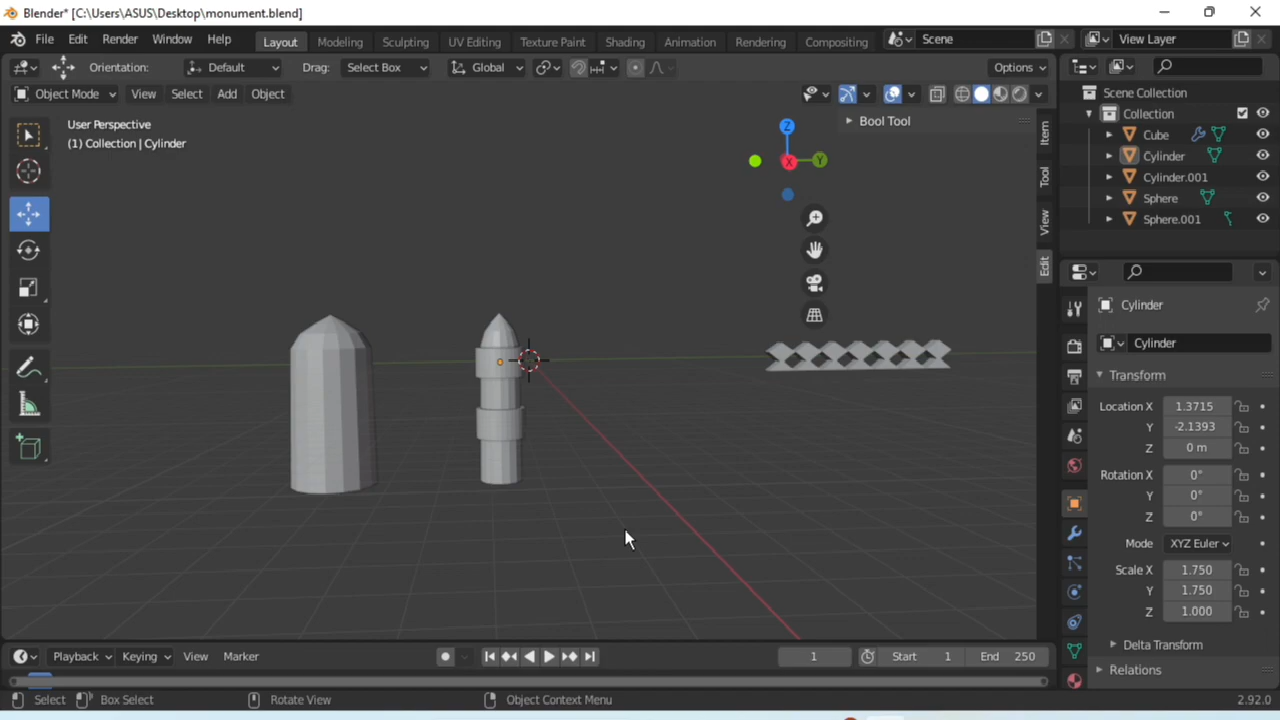 Blender* [C:\Users\ASUS\Desktop\monument.blend]
File Edit Render Window Help Layout Modeling Sculpting UV Editing Texture Paint Shading Animation Rendering Compositing Scene View Layer
Orientation: Default Drag: Select Box Global Options
Object Mode View Select Add Object
User Perspective
(1) Collection | Cylinder
Bool Tool
Z
Y
X
Item
Tool
View
Edit
Scene Collection
Collection
Cube
Cylinder
Cylinder.001
Sphere
Sphere.001
Cylinder
Cylinder
Transform
Location X 1.3715
Y -2.1393
Z 0 m
Rotation X 0°
Y 0°
Z 0°
Mode XYZ Euler
Scale X 1.750
Y 1.750
Z 1.000
Delta Transform
Relations
Playback Keying View Marker 1 Start 1 End 250
Select Box Select Rotate View Object Context Menu 2.92.0